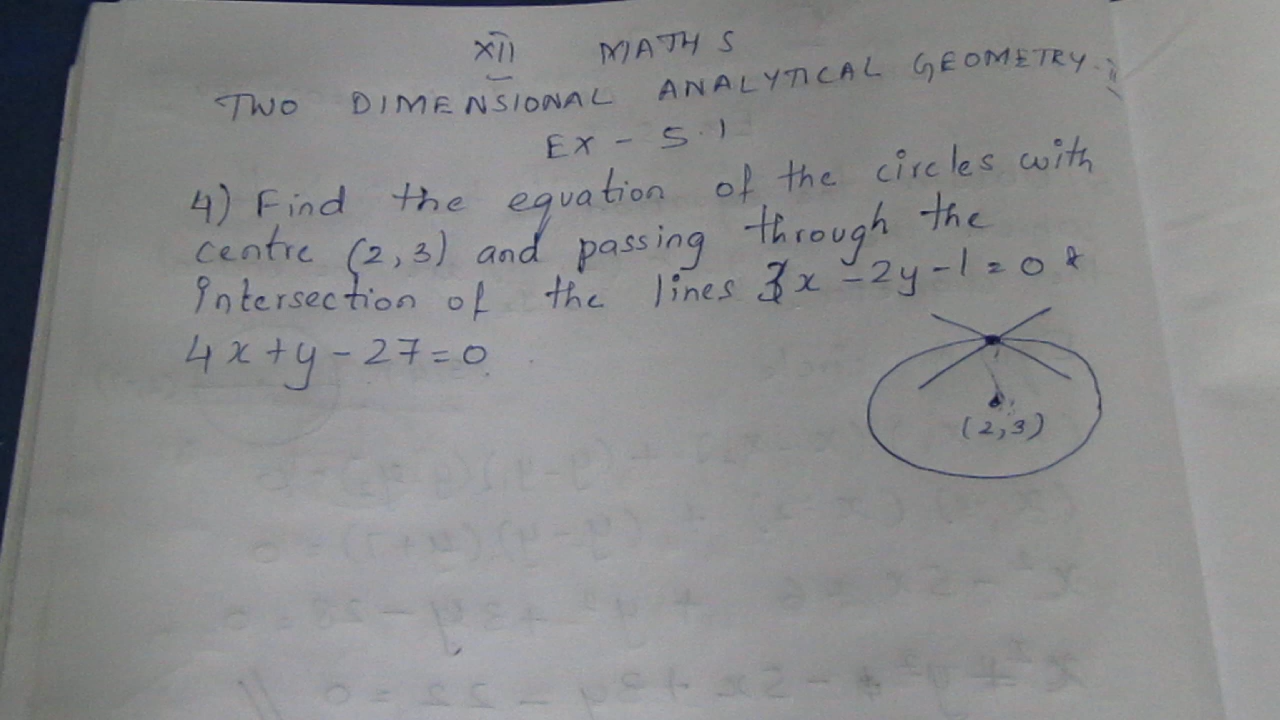 XII MATHS
TWO DIMENSIONAL ANALYTICAL GEOMETRY.
EX - 5.1
4) Find the equation of the circles with
centre (2,3) and passing through the
intersection of the lines 3x - 2y - 1 = 0 &
4x + y - 27 = 0
(2,3)